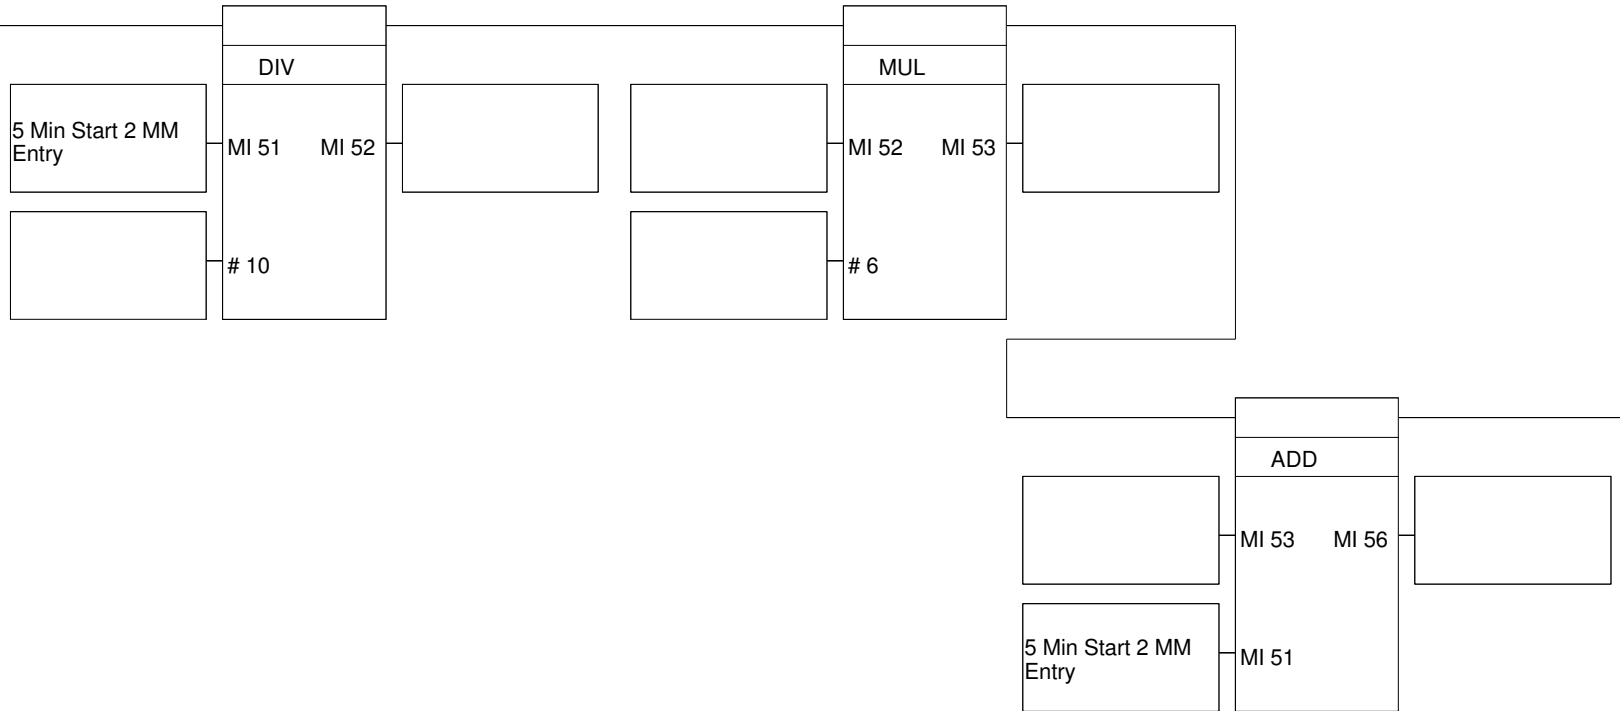 DIV
MUL
5 Min Start 2 MM
Entry
MI 51 MI 52
MI 52 MI 53
# 10
# 6
ADD
MI 53 MI 56
5 Min Start 2 MM
Entry
MI 51